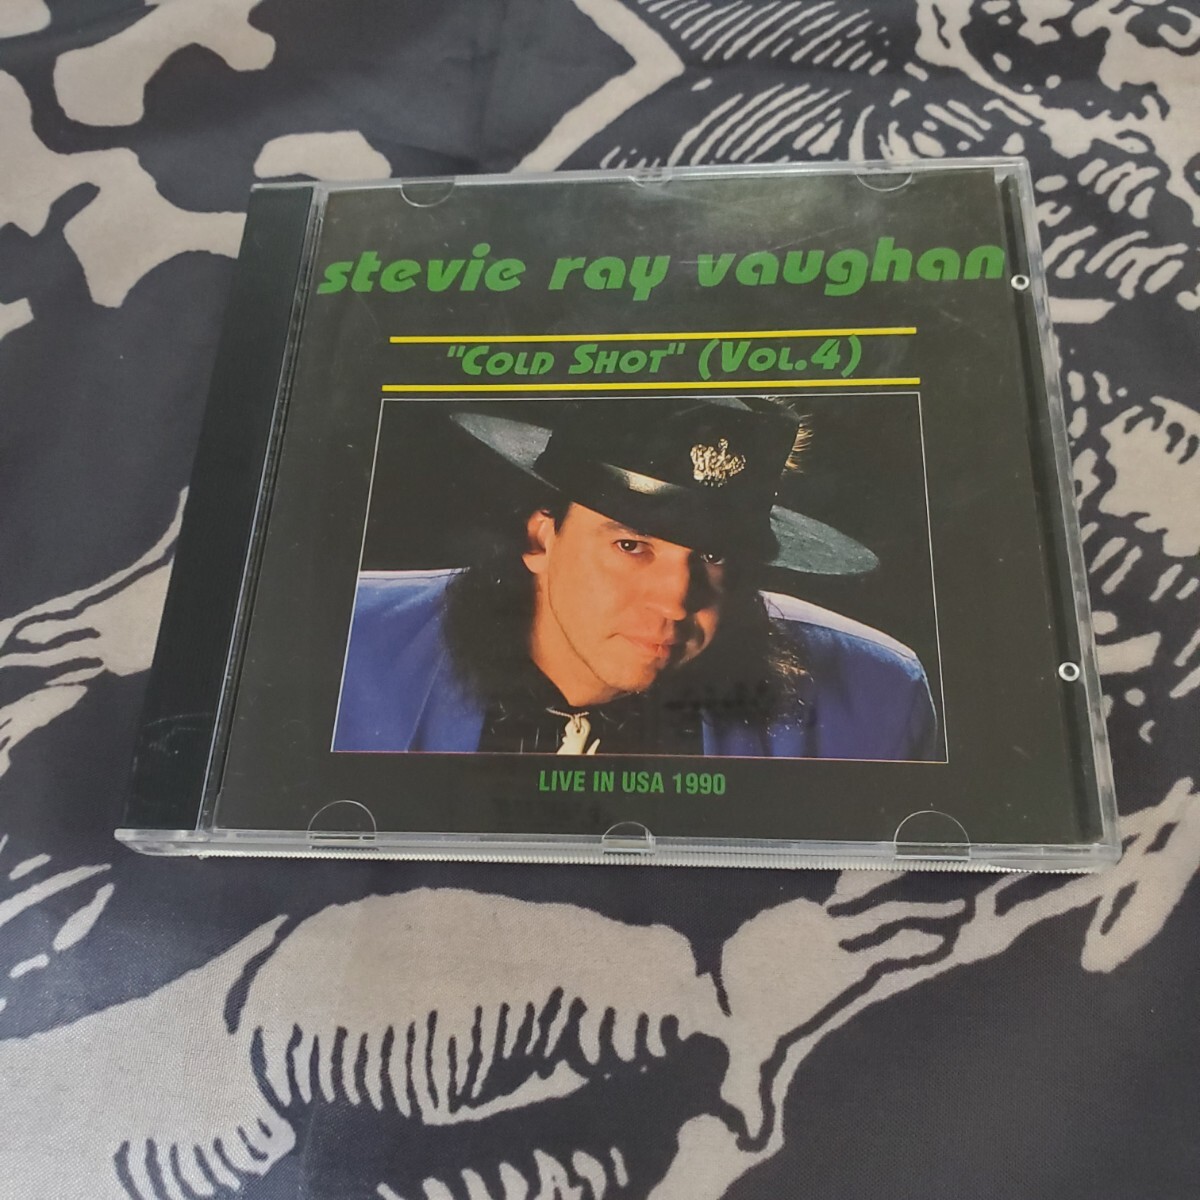 stevie ray vaughan
"COLD SHOT" (VOL.4)
LIVE IN USA 1990